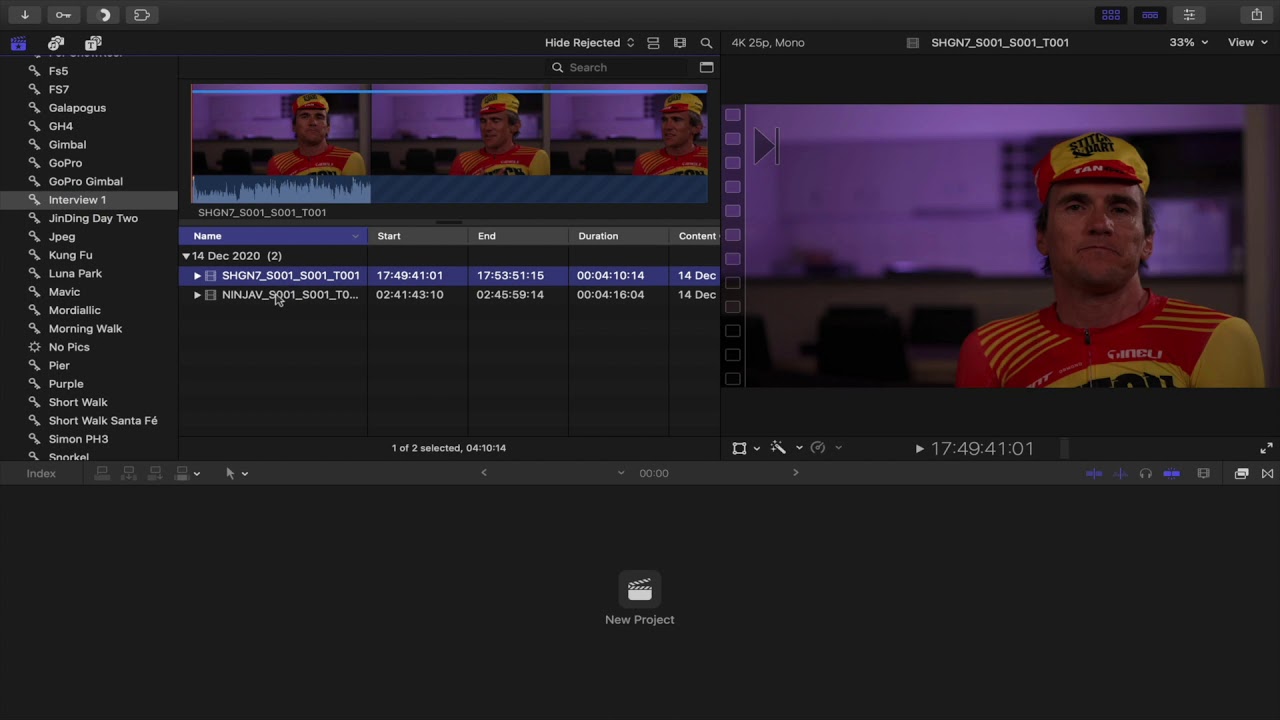 Hide Rejected
4K 25p, Mono
SHGN7_S001_S001_T001
33%
View
Search
Fs5
FS7
Galapogus
GH4
Gimbal
GoPro
GoPro Gimbal
Interview 1
JinDing Day Two
Jpeg
Kung Fu
Luna Park
Mavic
Mordiallic
Morning Walk
No Pics
Pier
Purple
Short Walk
Short Walk Santa Fé
Simon PH3
Snorkel
SHGN7_S001_S001_T001
Name Start End Duration Content
14 Dec 2020 (2)
SHGN7_S001_S001_T001 17:49:41:01 17:53:51:15 00:04:10:14 14 Dec
NINJAV_S001_S001_T0... 02:41:43:10 02:45:59:14 00:04:16:04 14 Dec
1 of 2 selected, 04:10:14
STITCH
DART
TAN
CINELI
17:49:41:01
Index
00:00
New Project